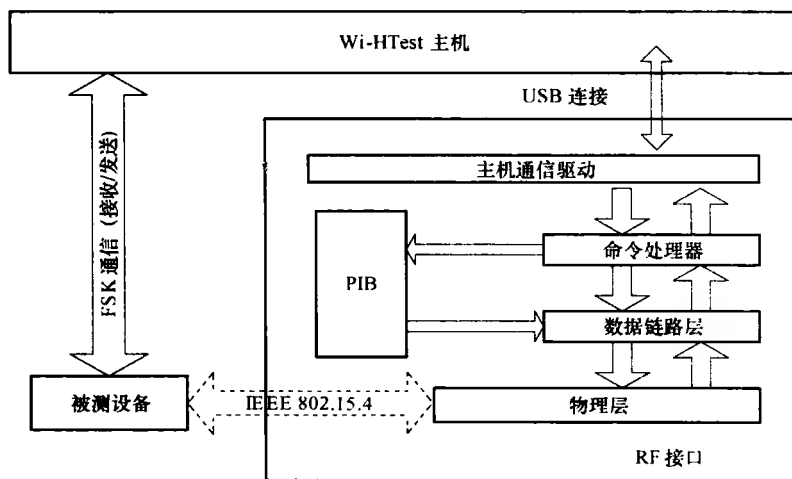 Wi-HTest 主机
USB 连接
FSK 通信（接收/发送）
主机通信驱动
命令处理器
PIB
数据链路层
被测设备
IEEE 802.15.4
物理层
RF 接口